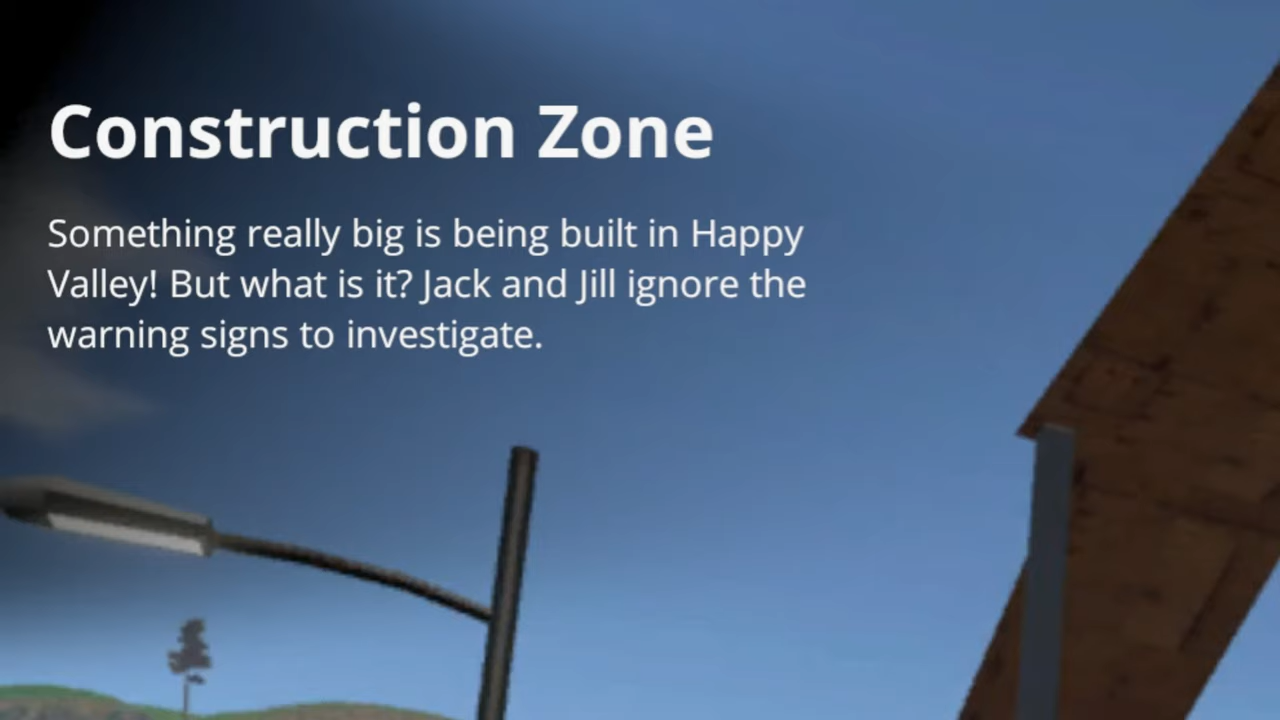 Construction Zone
Something really big is being built in Happy
Valley! But what is it? Jack and Jill ignore the
warning signs to investigate.